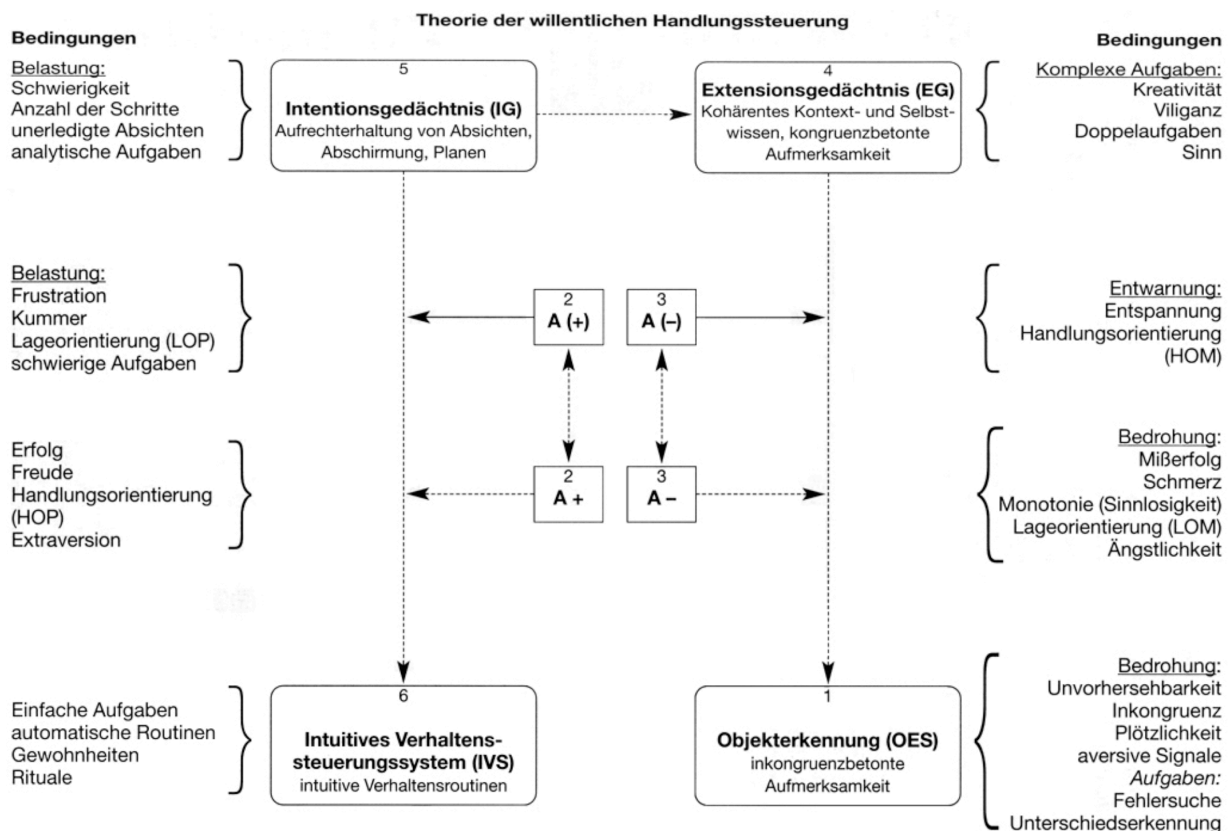 Theorie der willentlichen Handlungssteuerung
Bedingungen
Belastung:
Schwierigkeit
Anzahl der Schritte
unerledigte Absichten
analytische Aufgaben
5
Intentionsgedächtnis (IG)
Aufrechterhaltung von Absichten,
Abschirmung, Planen
4
Extensionsgedächtnis (EG)
Kohärentes Kontext- und Selbst-
wissen, kongruenzbetonte
Aufmerksamkeit
Bedingungen
Komplexe Aufgaben:
Kreativität
Viliganz
Doppelaufgaben
Sinn
Belastung:
Frustration
Kummer
Lageorientierung (LOP)
schwierige Aufgaben
2
A (+)
3
A (–)
Entwarnung:
Entspannung
Handlungsorientierung
(HOM)
Erfolg
Freude
Handlungsorientierung
(HOP)
Extraversion
2
A +
3
A –
Bedrohung:
Mißerfolg
Schmerz
Monotonie (Sinnlosigkeit)
Lageorientierung (LOM)
Ängstlichkeit
Einfache Aufgaben
automatische Routinen
Gewohnheiten
Rituale
6
Intuitives Verhaltens-
steuerungssystem (IVS)
intuitive Verhaltensroutinen
1
Objekterkennung (OES)
inkongruenzbetonte
Aufmerksamkeit
Bedrohung:
Unvorhersehbarkeit
Inkongruenz
Plötzlichkeit
aversive Signale
Aufgaben:
Fehlersuche
Unterschiedserkennung